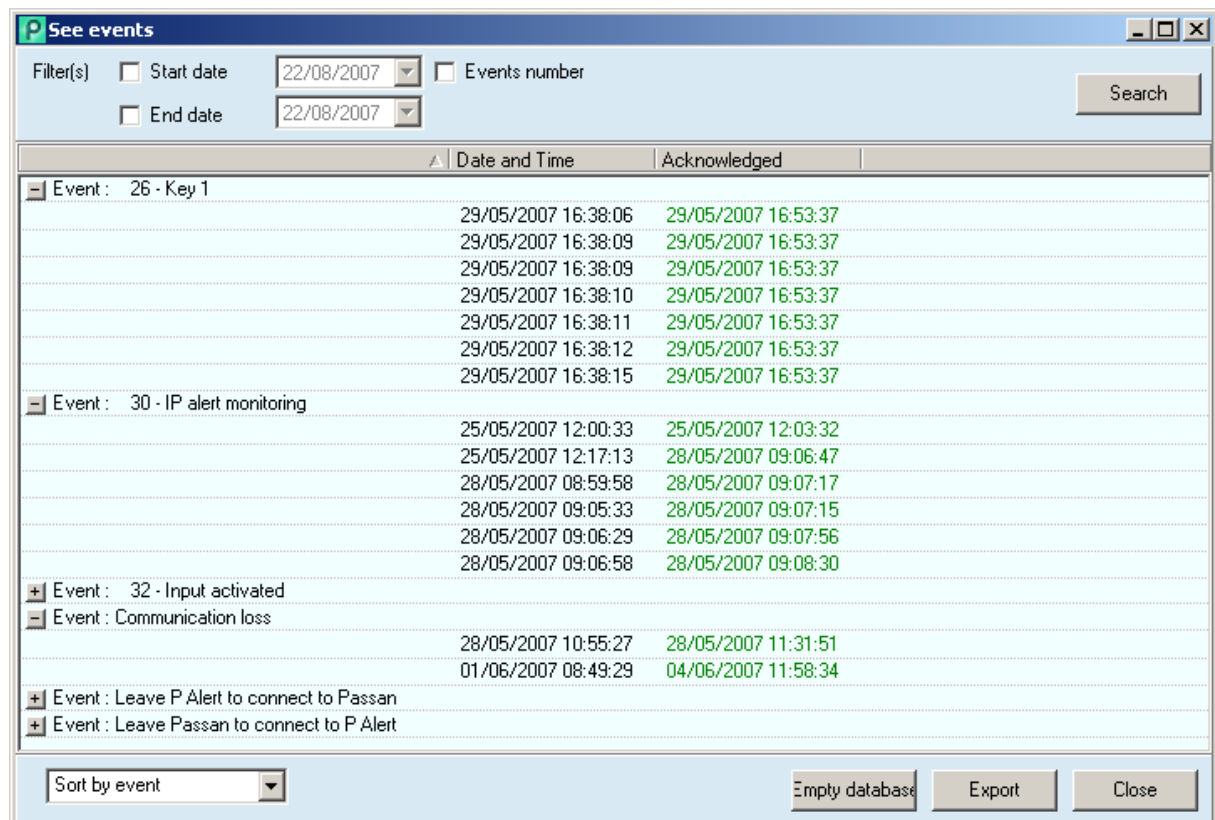 See events
Filter(s) Start date 22/08/2007 Events number
Search
End date 22/08/2007
Date and Time Acknowledged
Event : 26 - Key 1
29/05/2007 16:38:06 29/05/2007 16:53:37
29/05/2007 16:38:09 29/05/2007 16:53:37
29/05/2007 16:38:09 29/05/2007 16:53:37
29/05/2007 16:38:10 29/05/2007 16:53:37
29/05/2007 16:38:11 29/05/2007 16:53:37
29/05/2007 16:38:12 29/05/2007 16:53:37
29/05/2007 16:38:15 29/05/2007 16:53:37
Event : 30 - IP alert monitoring
25/05/2007 12:00:33 25/05/2007 12:03:32
25/05/2007 12:17:13 28/05/2007 09:06:47
28/05/2007 08:59:58 28/05/2007 09:07:17
28/05/2007 09:05:33 28/05/2007 09:07:15
28/05/2007 09:06:29 28/05/2007 09:07:56
28/05/2007 09:06:58 28/05/2007 09:08:30
Event : 32 - Input activated
Event : Communication loss
28/05/2007 10:55:27 28/05/2007 11:31:51
01/06/2007 08:49:29 04/06/2007 11:58:34
Event : Leave P Alert to connect to Passan
Event : Leave Passan to connect to P Alert
Sort by event Empty database Export Close